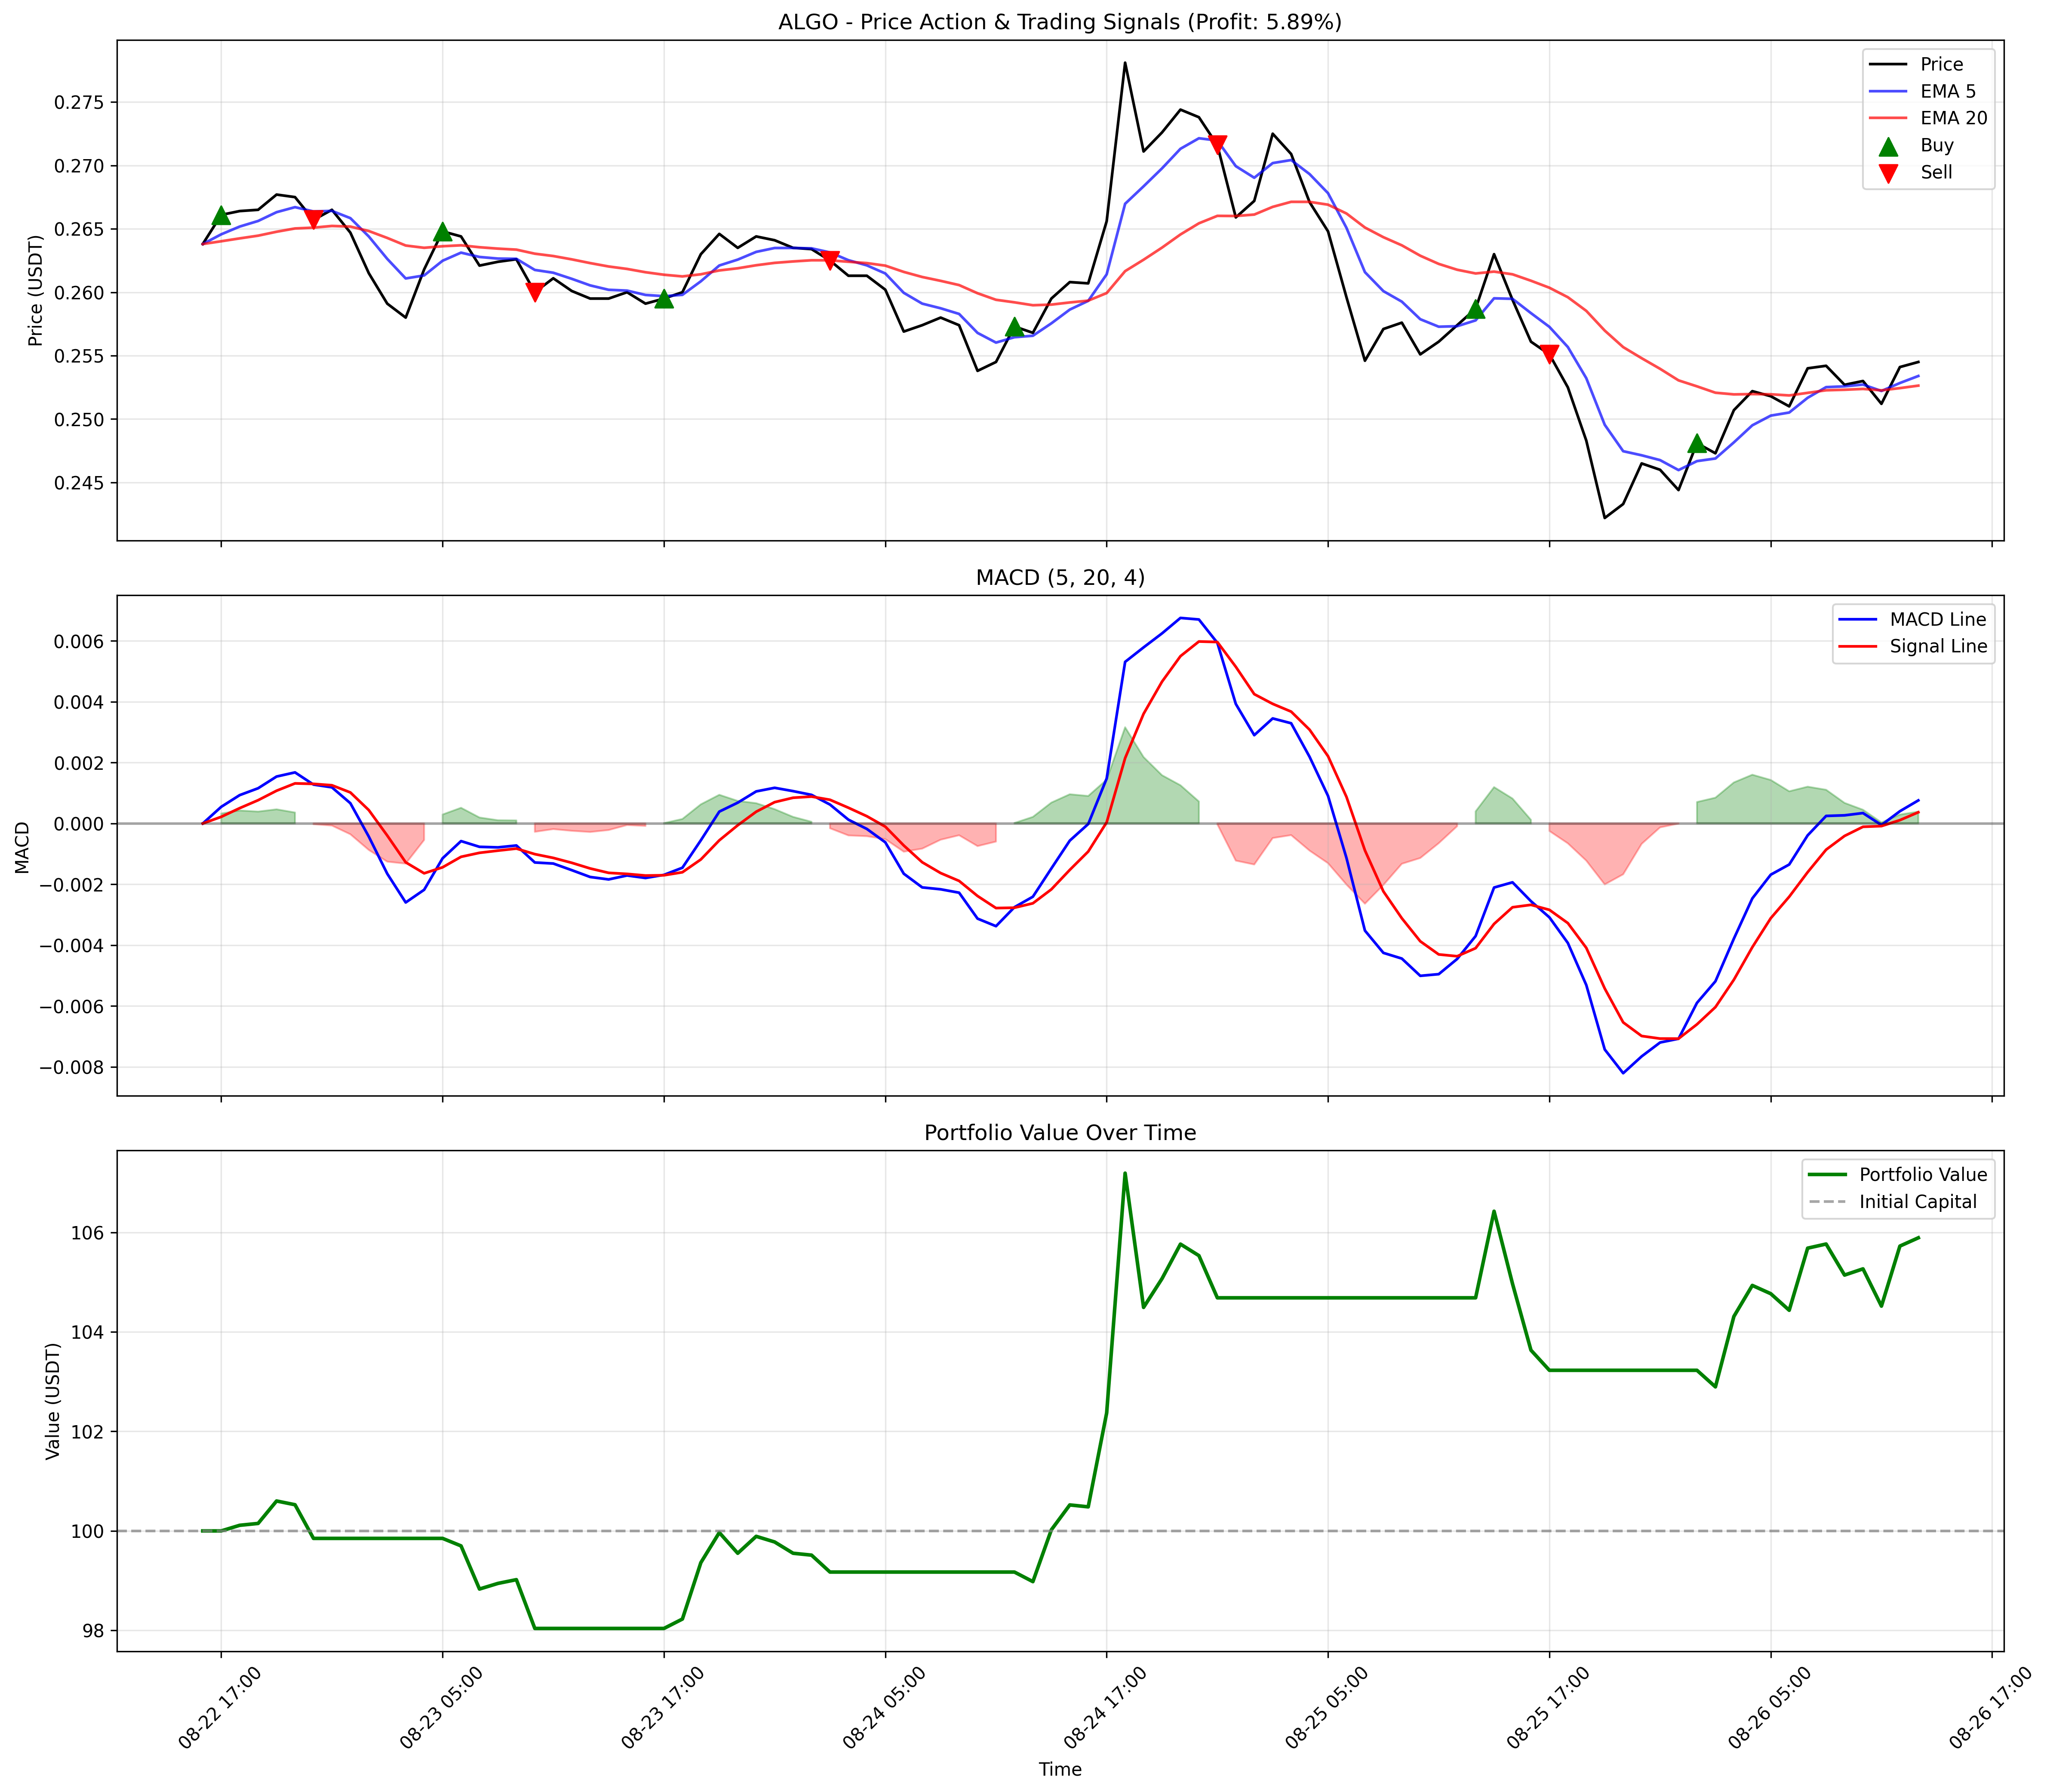 ALGO - Price Action & Trading Signals (Profit: 5.89%)
Price (USDT)
0.275
0.270
0.265
0.260
0.255
0.250
0.245
Price
EMA 5
EMA 20
Buy
Sell
MACD (5, 20, 4)
MACD
0.006
0.004
0.002
0.000
−0.002
−0.004
−0.006
−0.008
MACD Line
Signal Line
Portfolio Value Over Time
Value (USDT)
106
104
102
100
98
Portfolio Value
Initial Capital
08-22 17:00
08-23 05:00
08-23 17:00
08-24 05:00
08-24 17:00
08-25 05:00
08-25 17:00
08-26 05:00
08-26 17:00
Time